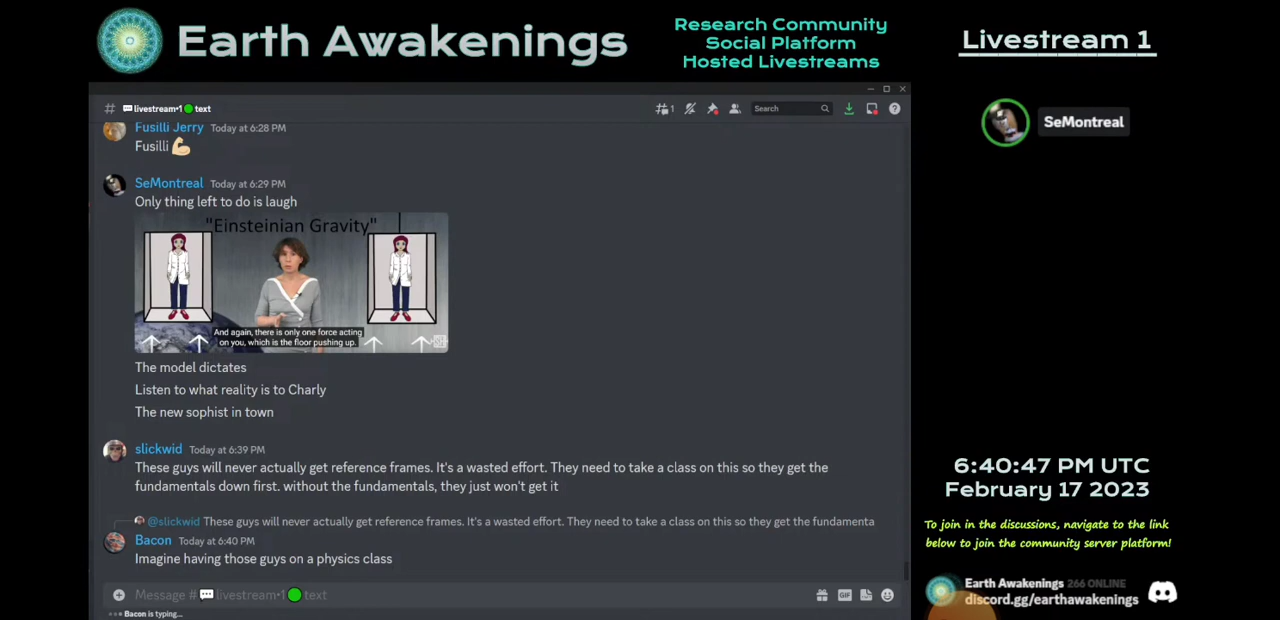 Earth Awakenings
Research Community
Social Platform
Hosted Livestreams
Livestream 1
SeMontreal
# livestream•1 text
1
Search
Fusilli Jerry Today at 6:28 PM
Fusilli 💪
SeMontreal Today at 6:29 PM
Only thing left to do is laugh
"Einsteinian Gravity"
And again, there is only one force acting
on you, which is the floor pushing up.
The model dictates
Listen to what reality is to Charly
The new sophist in town
slickwid Today at 6:39 PM
These guys will never actually get reference frames. It's a wasted effort. They need to take a class on this so they get the
fundamentals down first. without the fundamentals, they just won't get it
@slickwid These guys will never actually get reference frames. It's a wasted effort. They need to take a class on this so they get the fundamenta
Bacon Today at 6:40 PM
Imagine having those guys on a physics class
Message # 💬 livestream•1 text
GIF
Bacon is typing...
6:40:47 PM UTC
February 17 2023
To join in the discussions, navigate to the link
below to join the community server platform!
Earth Awakenings 266 ONLINE
discord.gg/earthawakenings